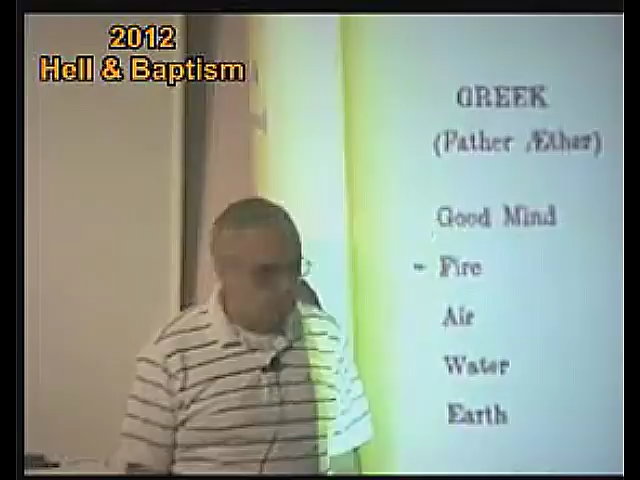 2012
Hell & Baptism
GREEK
(Father Æther)
Good Mind
- Fire
Air
Water
Earth